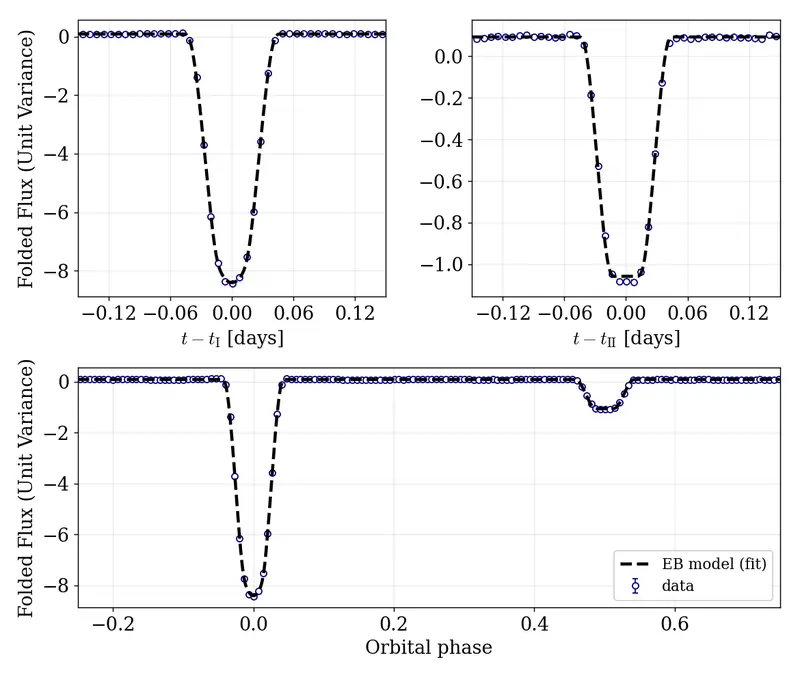 Folded Flux (Unit Variance)
0
−2
−4
−6
−8
−0.12 −0.06 0.00 0.06 0.12
t − tI [days]
0.0
−0.2
−0.4
−0.6
−0.8
−1.0
−0.12 −0.06 0.00 0.06 0.12
t − tII [days]
Folded Flux (Unit Variance)
0
−2
−4
−6
−8
EB model (fit)
data
−0.2 0.0 0.2 0.4 0.6
Orbital phase